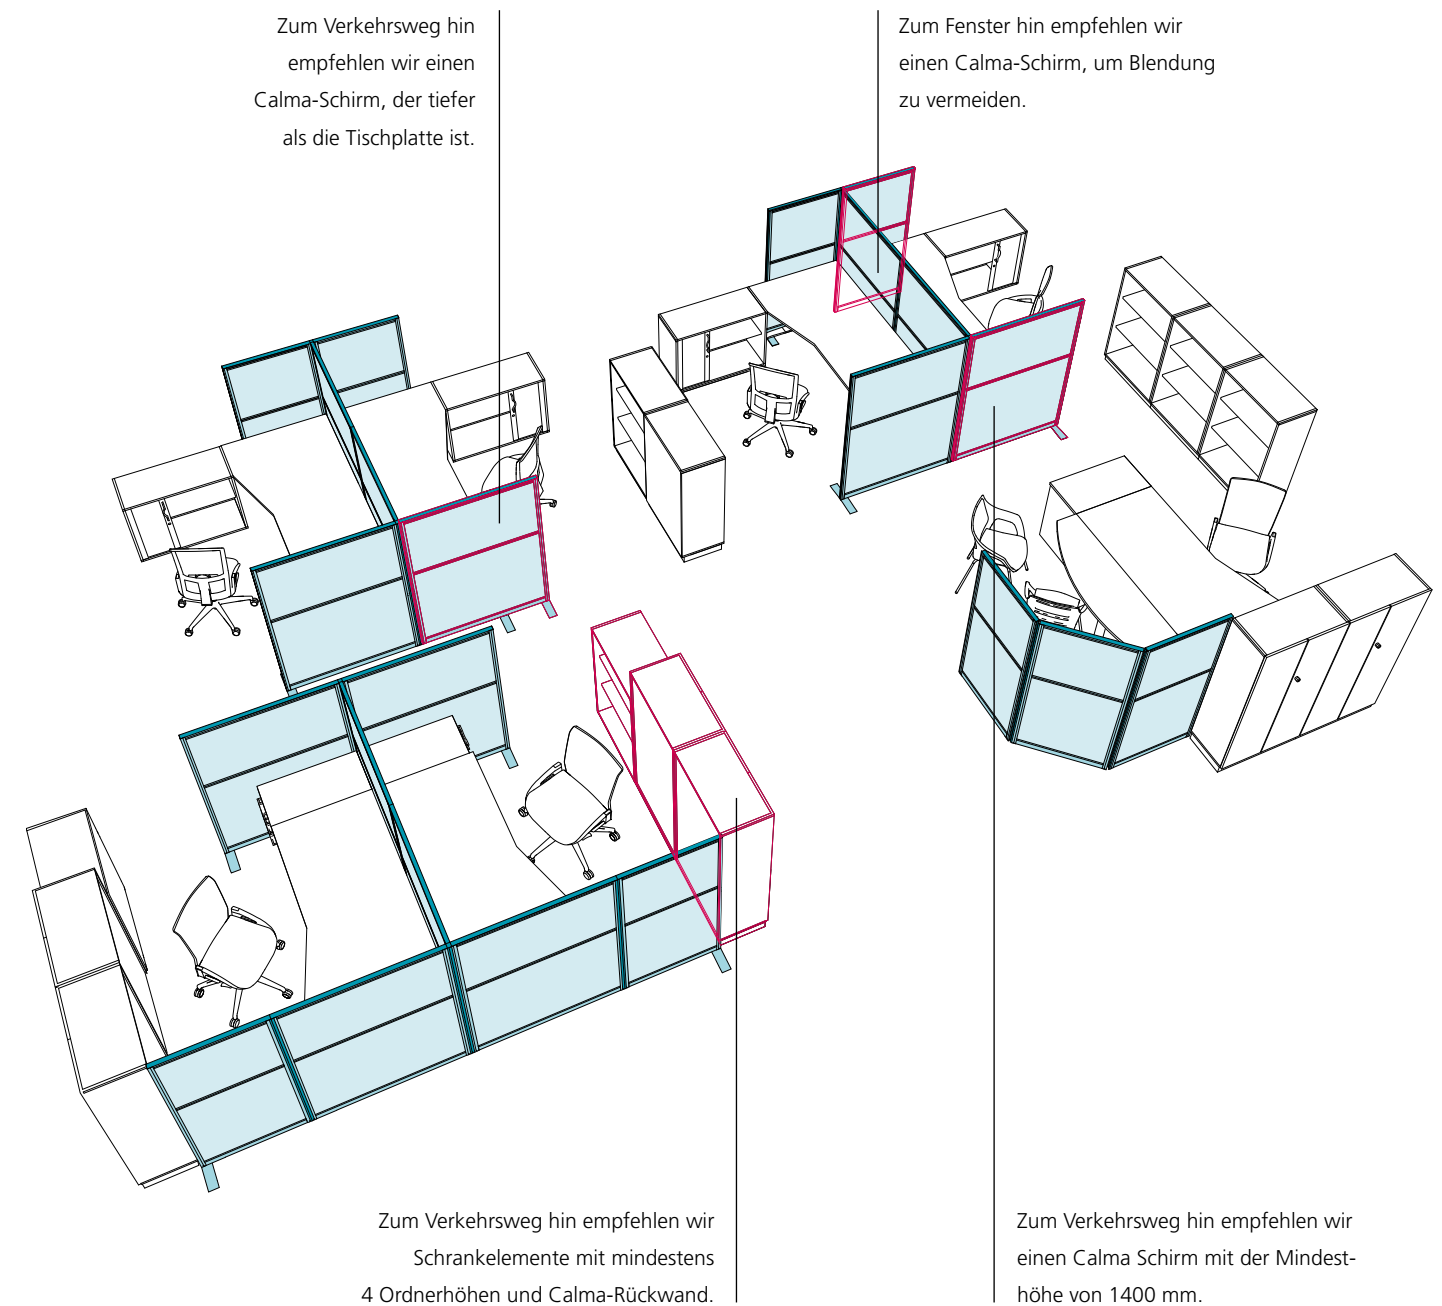 Zum Verkehrsweg hin
empfehlen wir einen
Calma-Schirm, der tiefer
als die Tischplatte ist.
Zum Fenster hin empfehlen wir
einen Calma-Schirm, um Blendung
zu vermeiden.
Zum Verkehrsweg hin empfehlen wir
Schrankelemente mit mindestens
4 Ordnerhöhen und Calma-Rückwand.
Zum Verkehrsweg hin empfehlen wir
einen Calma Schirm mit der Mindest-
höhe von 1400 mm.